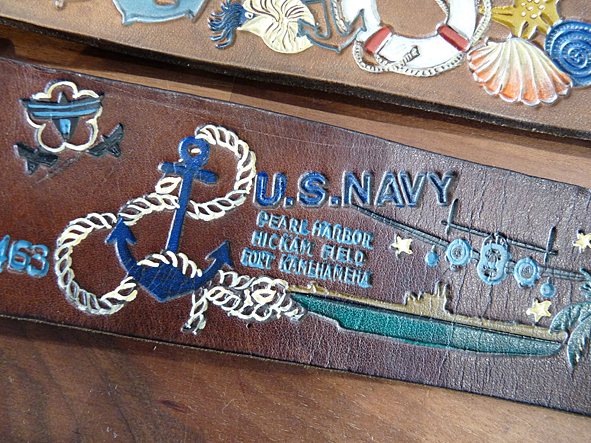 U.S.NAVY
PEARL HARBOR
HICKAM FIELD
FORT KAMEHAMEHA
463